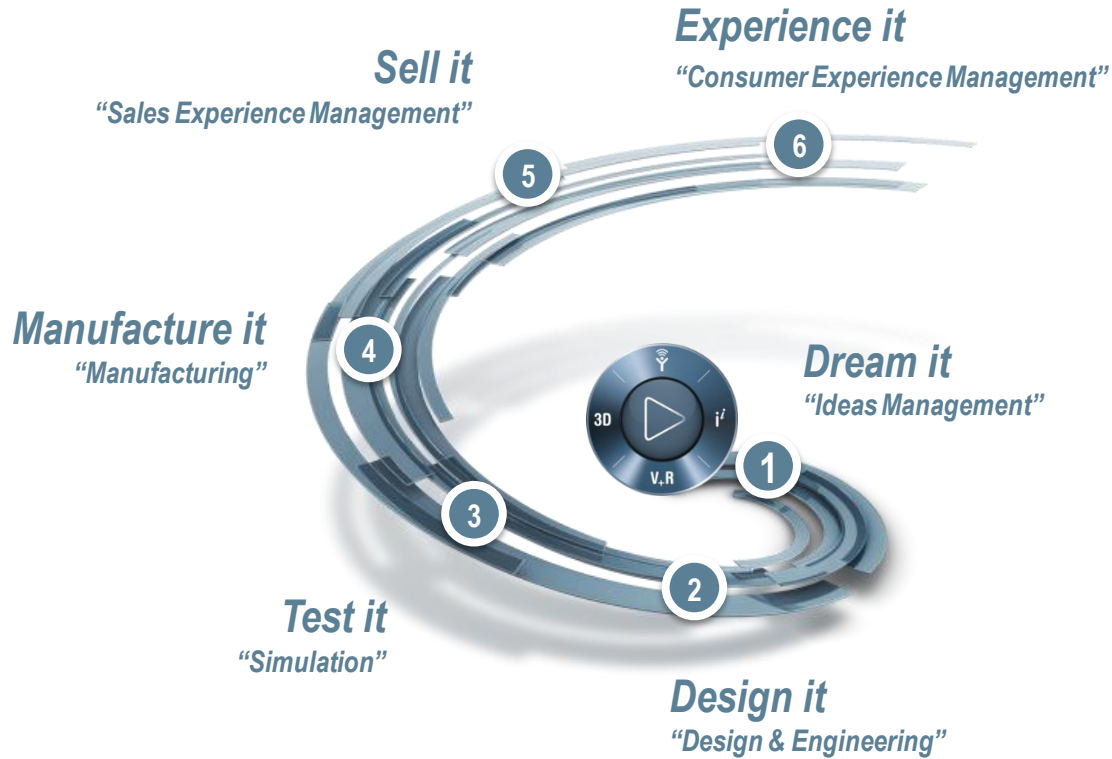 Experience it
“Consumer Experience Management”
6
Sell it
“Sales Experience Management”
5
Manufacture it
“Manufacturing”
4
3D
iⁱ
V+R
Dream it
“Ideas Management”
1
3
2
Test it
“Simulation”
Design it
“Design & Engineering”